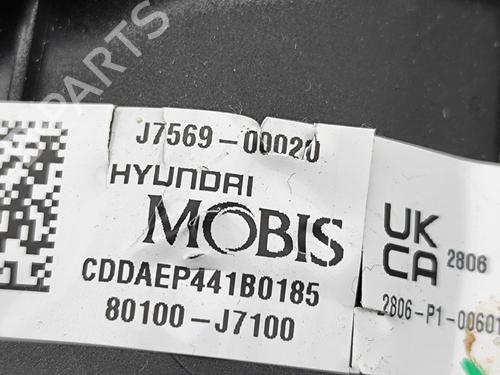 PARTS
J7569-00020
HYUNDAI
MOBIS
CDDAEP441B0185
80100-J7100
UK
CA
2806
2806-P1-00601